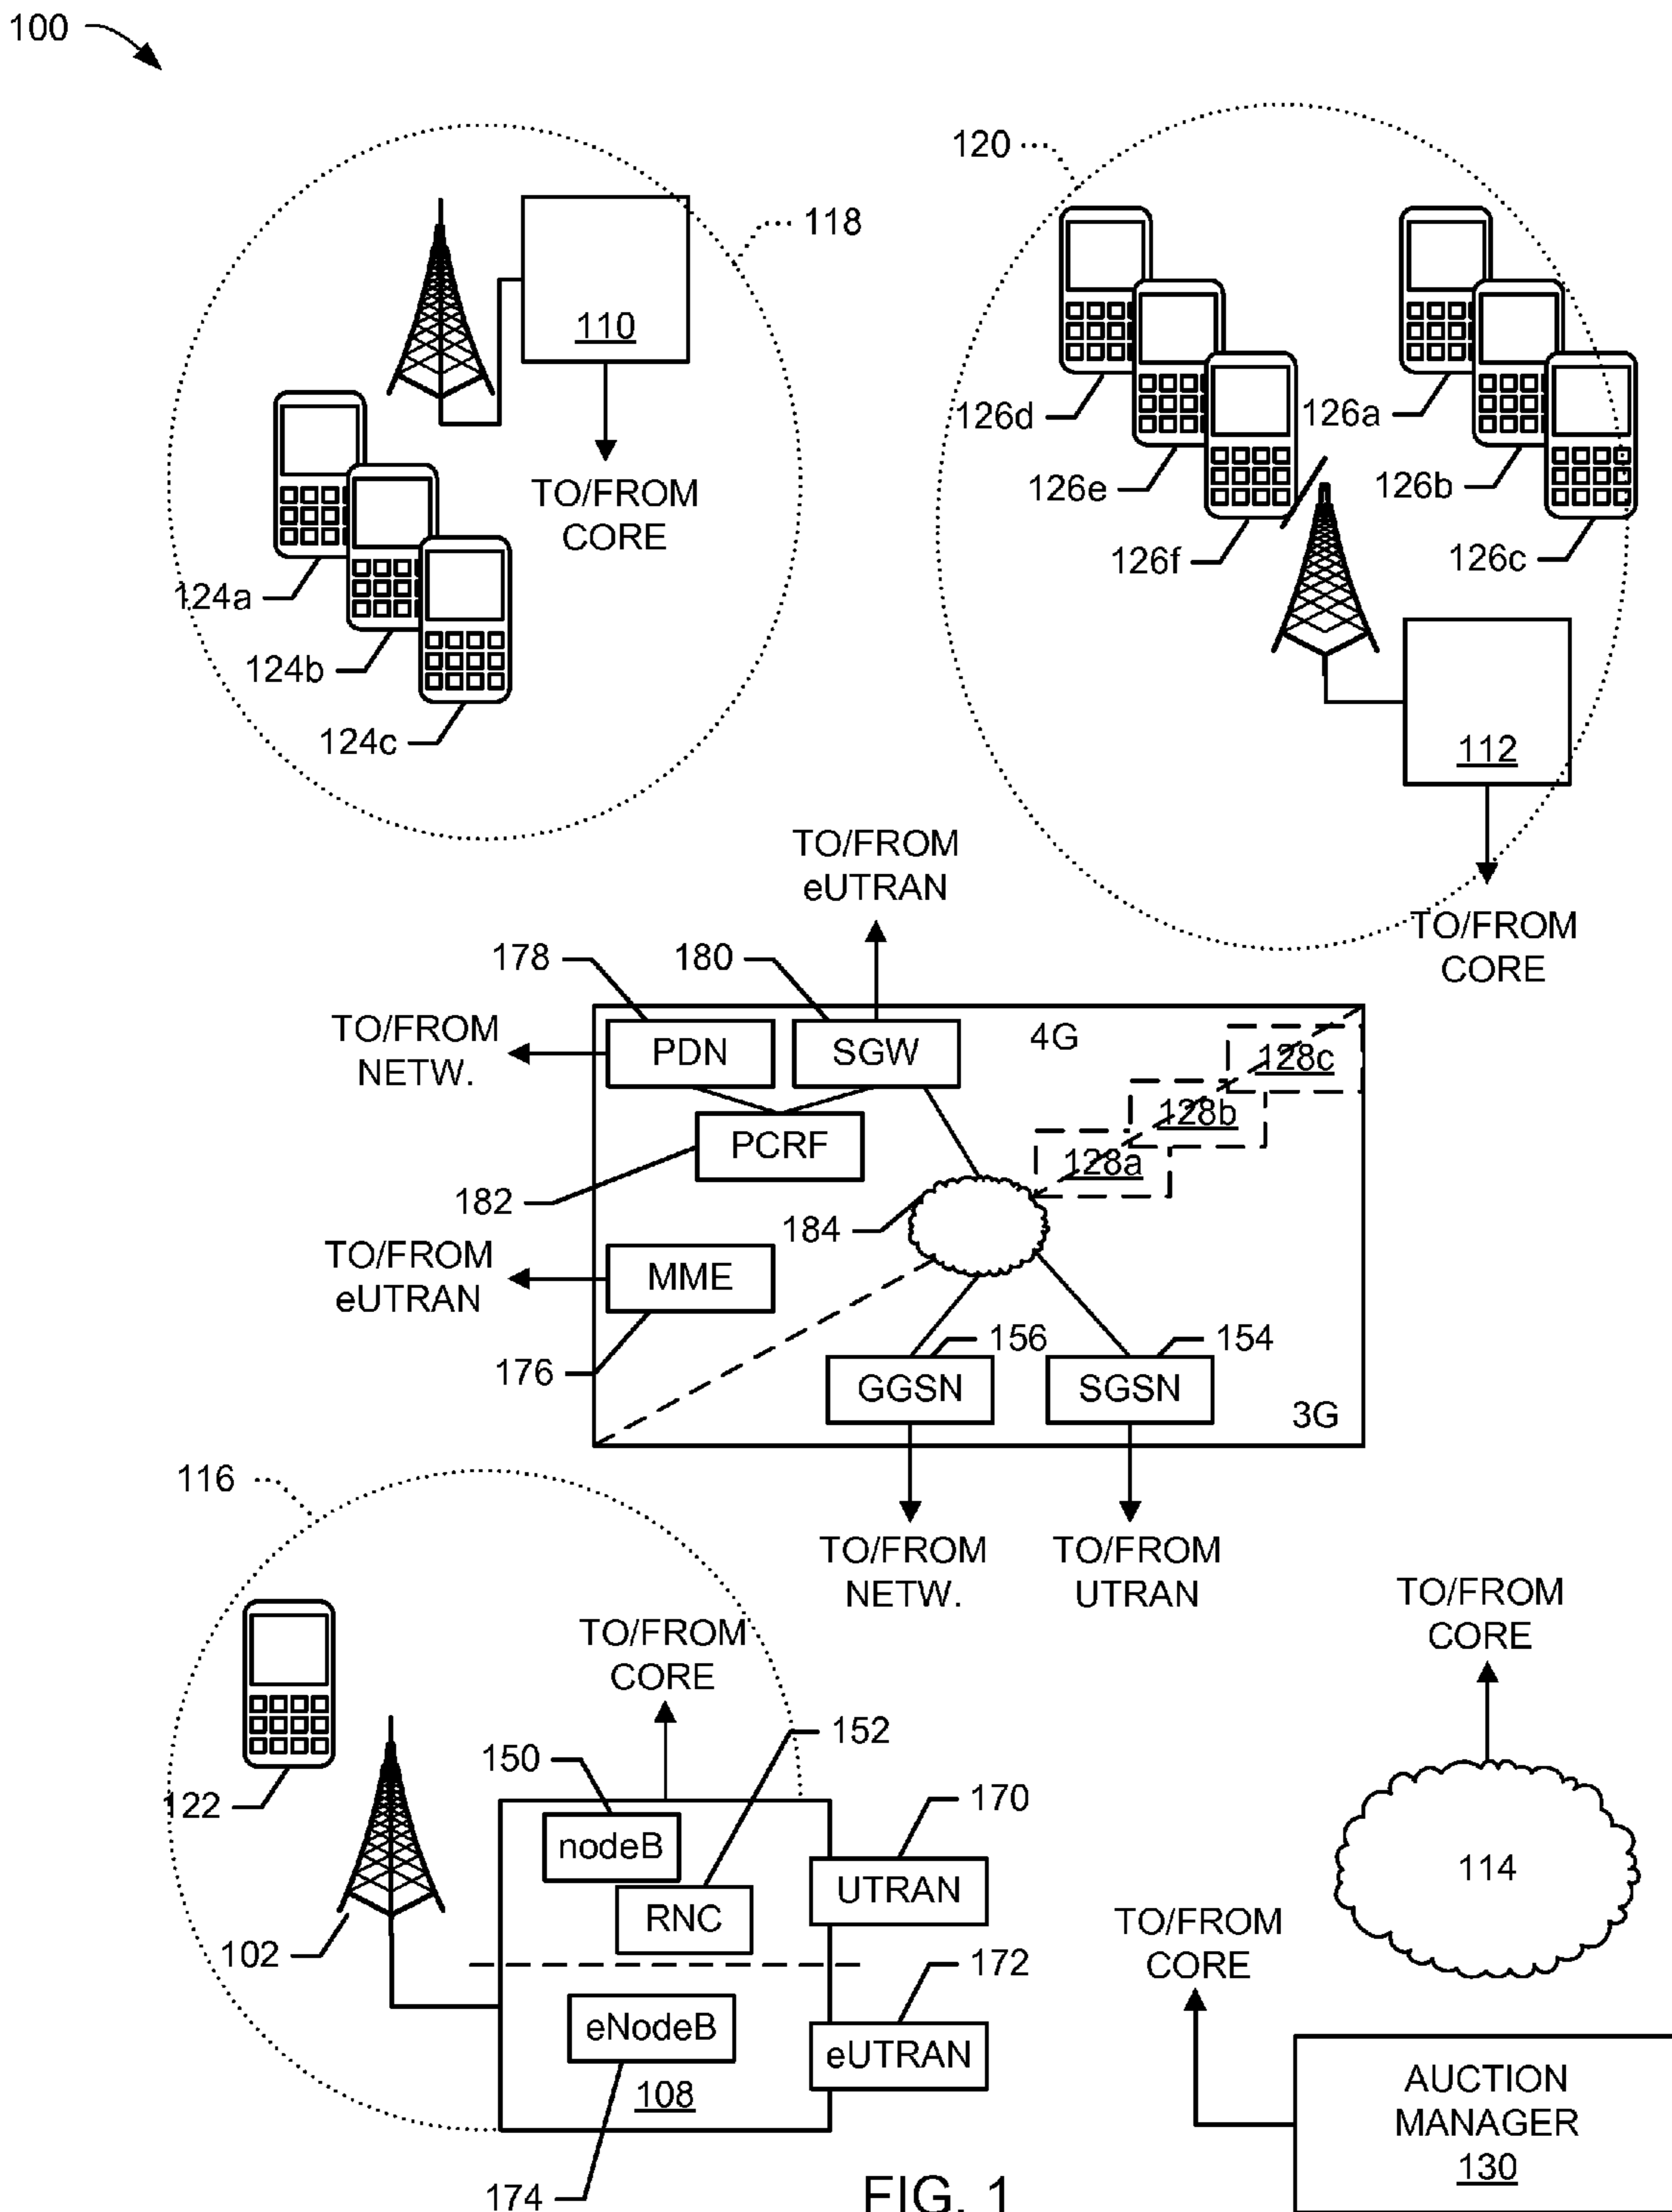 100
120
118
110
TO/FROM
CORE
126d
126a
126e
126b
126f
126c
124a
124b
124c
112
TO/FROM
CORE
TO/FROM
eUTRAN
178
180
TO/FROM
NETW.
PDN
SGW
4G
128c
128b
128a
PCRF
182
184
TO/FROM
eUTRAN
MME
176
156
154
GGSN
SGSN
3G
TO/FROM
NETW.
TO/FROM
UTRAN
116
TO/FROM
CORE
122
150
152
nodeB
RNC
170
UTRAN
102
172
eNodeB
eUTRAN
108
174
TO/FROM
CORE
114
TO/FROM
CORE
AUCTION
MANAGER
130
FIG. 1